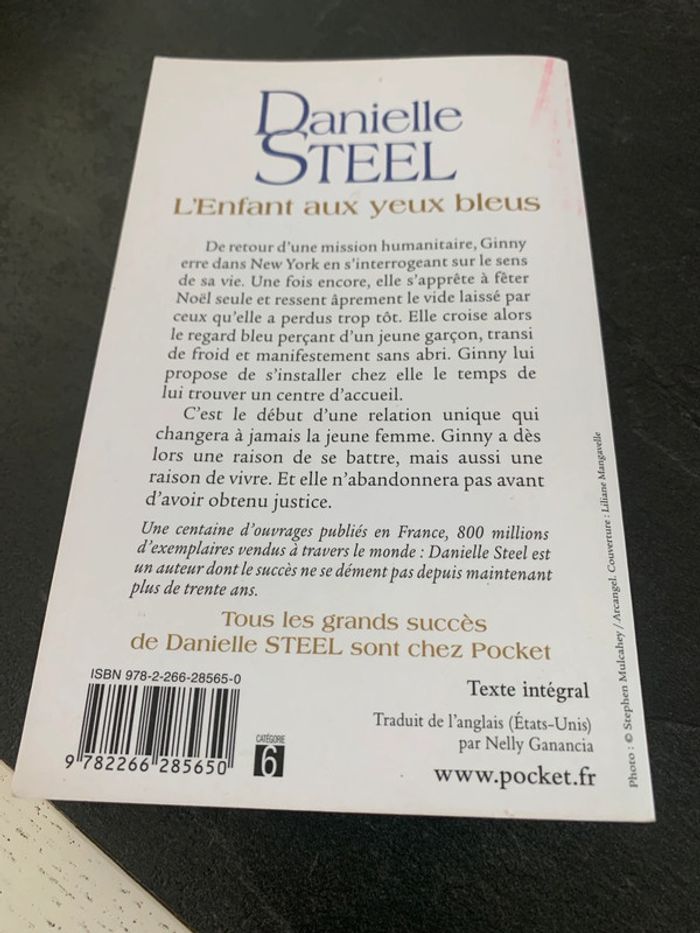 Danielle
STEEL
L'Enfant aux yeux bleus
De retour d'une mission humanitaire, Ginny
erre dans New York en s'interrogeant sur le sens
de sa vie. Une fois encore, elle s'apprête à fêter
Noël seule et ressent âprement le vide laissé par
ceux qu'elle a perdus trop tôt. Elle croise alors
le regard bleu perçant d'un jeune garçon, transi
de froid et manifestement sans abri. Ginny lui
propose de s'installer chez elle le temps de
lui trouver un centre d'accueil.
C'est le début d'une relation unique qui
changera à jamais la jeune femme. Ginny a dès
lors une raison de se battre, mais aussi une
raison de vivre. Et elle n'abandonnera pas avant
d'avoir obtenu justice.
Une centaine d'ouvrages publiés en France, 800 millions
d'exemplaires vendus à travers le monde : Danielle Steel est
un auteur dont le succès ne se dément pas depuis maintenant
plus de trente ans.
Tous les grands succès
de Danielle STEEL sont chez Pocket
ISBN 978-2-266-28565-0
9 782266 285650
CATÉGORIE
6
Texte intégral
Traduit de l'anglais (États-Unis)
par Nelly Ganancia
www.pocket.fr
Photo : © Stephen Mulcahey / Arcangel. Couverture : Liliane Mangavelle